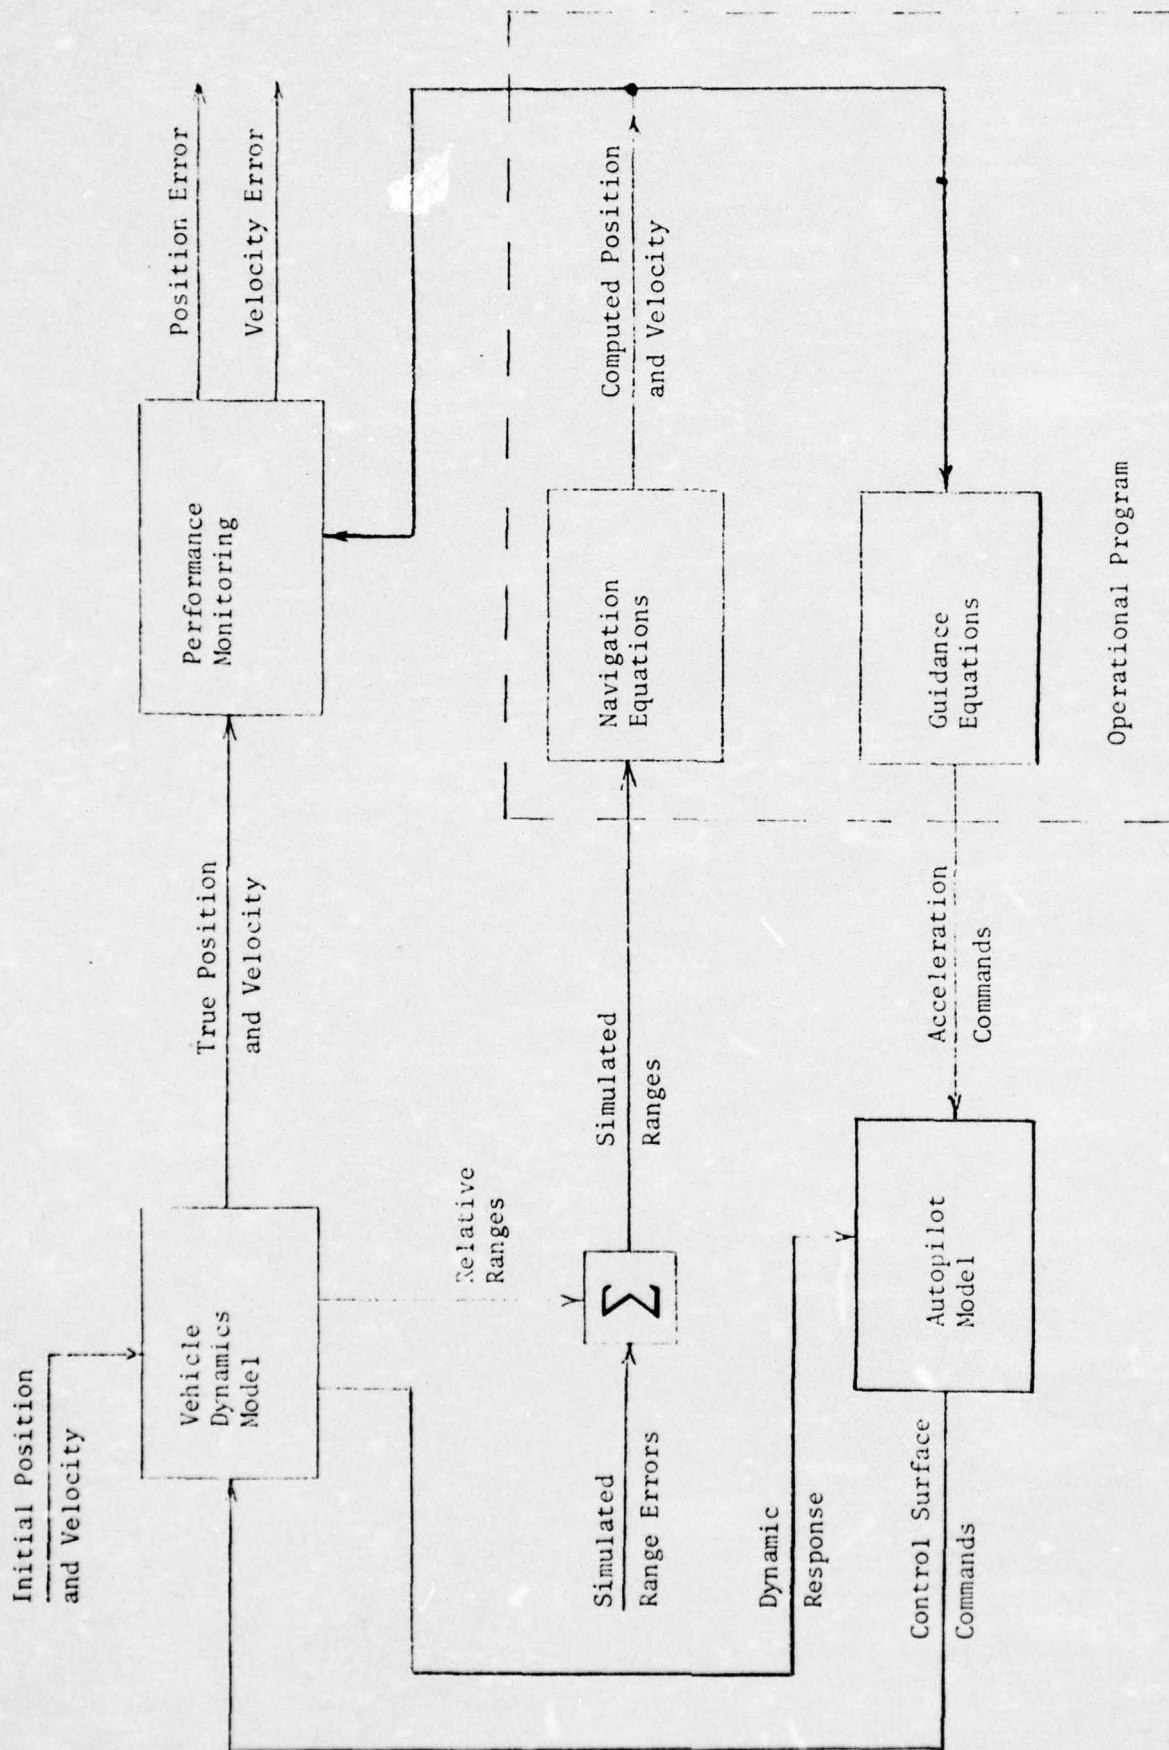 Initial Position
and Velocity
Vehicle
Dynamics
Model
True Position
and Velocity
Performance
Monitoring
Position Error
Velocity Error
Relative
Ranges
Simulated
Range Errors
Σ
Simulated
Ranges
Navigation
Equations
Computed Position
and Velocity
Dynamic
Response
Control Surface
Commands
Autopilot
Model
Acceleration
Commands
Guidance
Equations
Operational Program